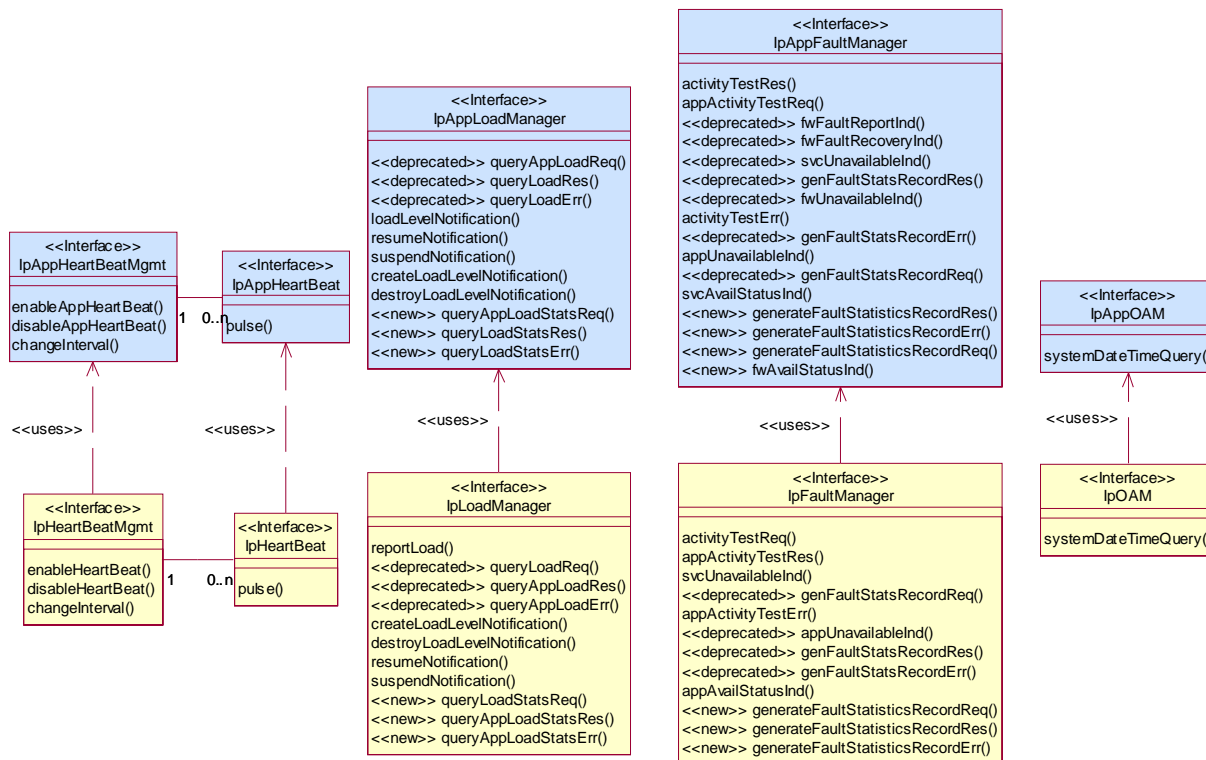 <<Interface>>
IpAppHeartBeatMgmt
enableAppHeartBeat()
disableAppHeartBeat()
changeInterval()
1
0..n
<<Interface>>
IpAppHeartBeat
pulse()
<<Interface>>
IpAppLoadManager
<<deprecated>> queryAppLoadReq()
<<deprecated>> queryLoadRes()
<<deprecated>> queryLoadErr()
loadLevelNotification()
resumeNotification()
suspendNotification()
createLoadLevelNotification()
destroyLoadLevelNotification()
<<new>> queryAppLoadStatsReq()
<<new>> queryLoadStatsRes()
<<new>> queryLoadStatsErr()
<<Interface>>
IpAppFaultManager
activityTestRes()
appActivityTestReq()
<<deprecated>> fwFaultReportInd()
<<deprecated>> fwFaultRecoveryInd()
<<deprecated>> svcUnavailableInd()
<<deprecated>> genFaultStatsRecordRes()
<<deprecated>> fwUnavailableInd()
activityTestErr()
<<deprecated>> genFaultStatsRecordErr()
appUnavailableInd()
<<deprecated>> genFaultStatsRecordReq()
svcAvailStatusInd()
<<new>> generateFaultStatisticsRecordRes()
<<new>> generateFaultStatisticsRecordErr()
<<new>> generateFaultStatisticsRecordReq()
<<new>> fwAvailStatusInd()
<<Interface>>
IpAppOAM
systemDateTimeQuery(
<<uses>>
<<uses>>
<<uses>>
<<uses>>
<<uses>>
<<Interface>>
IpHeartBeatMgmt
enableHeartBeat()
disableHeartBeat()
changeInterval()
1
0..n
<<Interface>>
IpHeartBeat
pulse()
<<Interface>>
IpLoadManager
reportLoad()
<<deprecated>> queryLoadReq()
<<deprecated>> queryAppLoadRes()
<<deprecated>> queryAppLoadErr()
createLoadLevelNotification()
destroyLoadLevelNotification()
resumeNotification()
suspendNotification()
<<new>> queryLoadStatsReq()
<<new>> queryAppLoadStatsRes()
<<new>> queryAppLoadStatsErr()
<<Interface>>
IpFaultManager
activityTestReq()
appActivityTestRes()
svcUnavailableInd()
<<deprecated>> genFaultStatsRecordReq()
appActivityTestErr()
<<deprecated>> appUnavailableInd()
<<deprecated>> genFaultStatsRecordRes()
<<deprecated>> genFaultStatsRecordErr()
appAvailStatusInd()
<<new>> generateFaultStatisticsRecordReq()
<<new>> generateFaultStatisticsRecordRes()
<<new>> generateFaultStatisticsRecordErr()
<<Interface>>
IpOAM
systemDateTimeQuery(